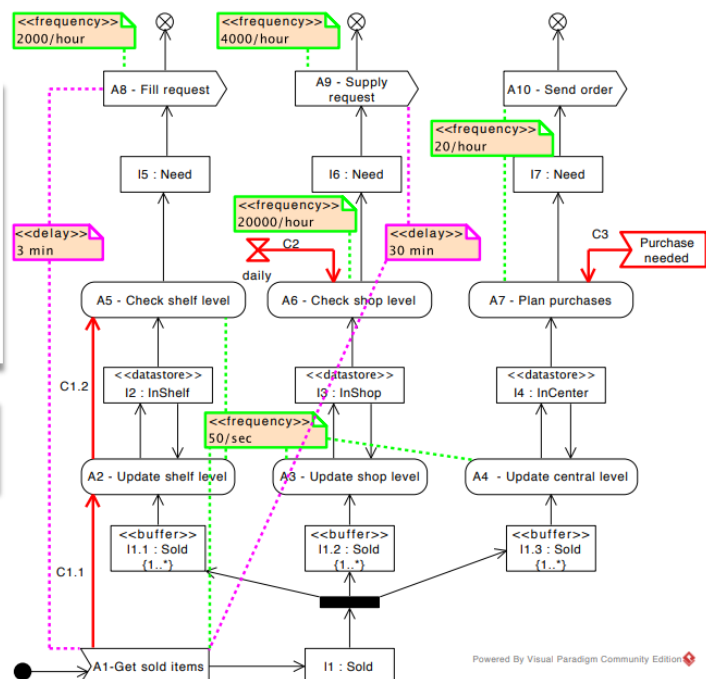 <<frequency>>
2000/hour
<<frequency>>
4000/hour
A8 - Fill request
A9 - Supply
request
A10 - Send order
<<frequency>>
20/hour
I5 : Need
I6 : Need
I7 : Need
<<frequency>>
20000/hour
<<delay>>
3 min
C2
daily
<<delay>>
30 min
C3
Purchase
needed
A5 - Check shelf level
A6 - Check shop level
A7 - Plan purchases
C1.2
<<datastore>>
I2 : InShelf
<<datastore>>
I3 : InShop
<<datastore>>
I4 : InCenter
<<frequency>>
50/sec
A2 - Update shelf level
A3 - Update shop level
A4 - Update central level
<<buffer>>
I1.1 : Sold
{1..*}
<<buffer>>
I1.2 : Sold
{1..*}
<<buffer>>
I1.3 : Sold
{1..*}
C1.1
A1-Get sold items
I1 : Sold
Powered By Visual Paradigm Community Edition